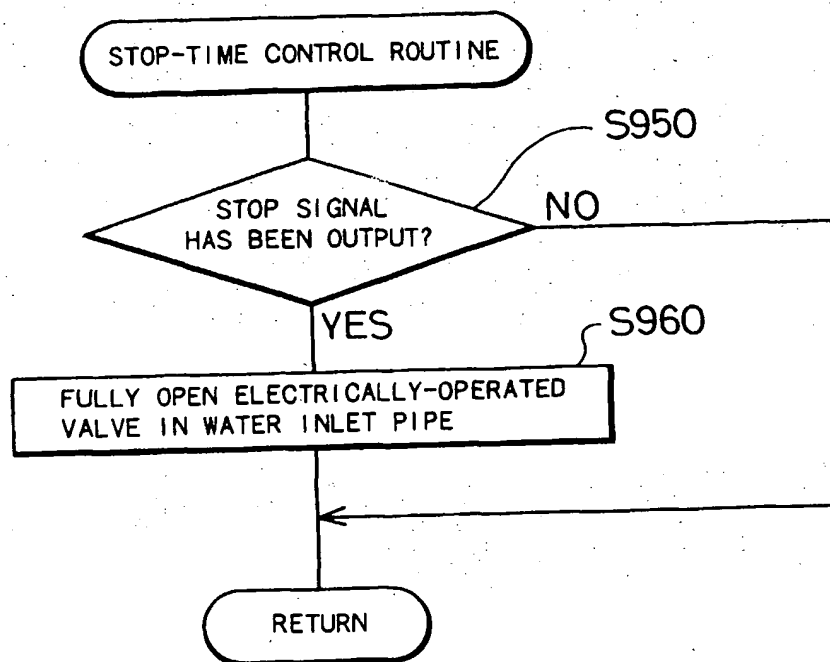 STOP-TIME CONTROL ROUTINE
S950
STOP SIGNAL
HAS BEEN OUTPUT?
NO
YES
S960
FULLY OPEN ELECTRICALLY-OPERATED
VALVE IN WATER INLET PIPE
RETURN